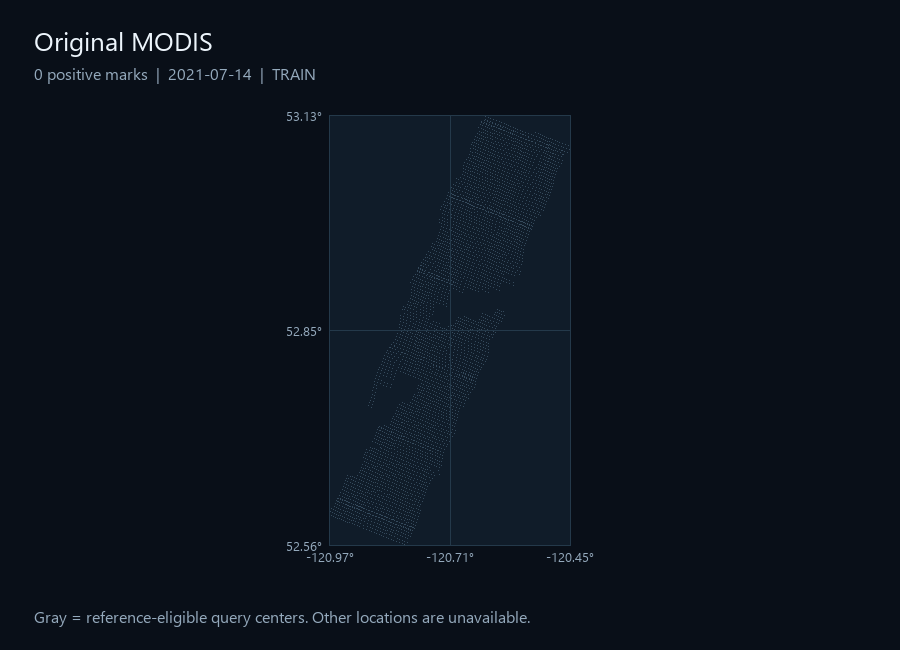 Original MODIS
0 positive marks | 2021-07-14 | TRAIN
53.13°
52.85°
52.56°
-120.97°
-120.71°
-120.45°
Gray = reference-eligible query centers. Other locations are unavailable.